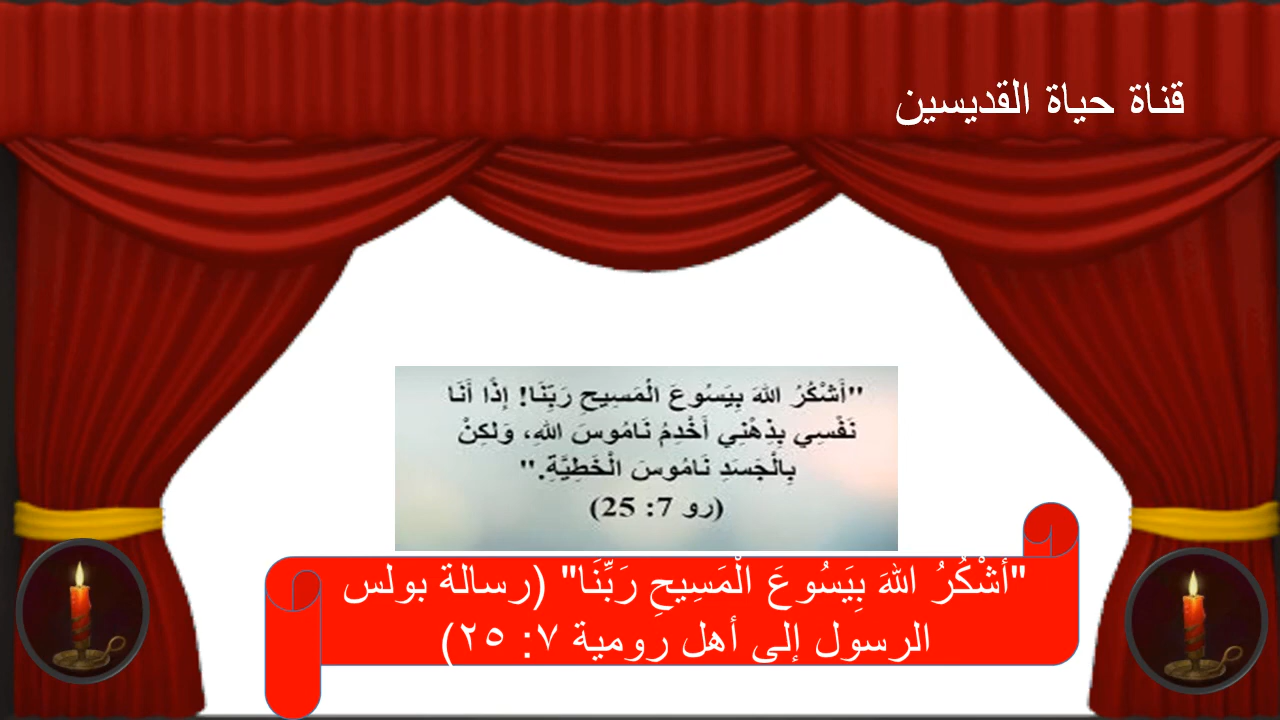 قناة حياة القديسين
"أَشْكُرُ اللهَ بِيَسُوعَ الْمَسِيحِ رَبِّنَا! إِذًا أَنَا
نَفْسِي بِذِهْنِي أَخْدِمُ نَامُوسَ اللهِ، وَلكِنْ
بِالْجَسَدِ نَامُوسَ الْخَطِيَّةِ."
(رو 7: 25)
"أَشْكُرُ اللهَ بِيَسُوعَ الْمَسِيحِ رَبِّنَا" (رسالة بولس
الرسول إلى أهل رومية ٧: ٢٥)